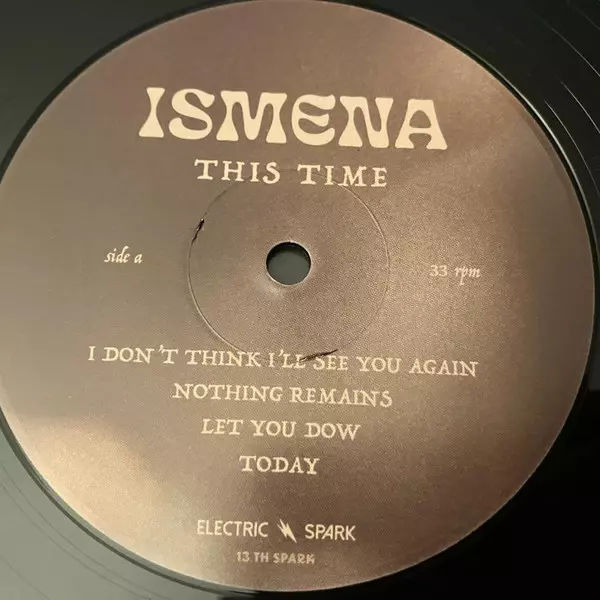 ISMENA
THIS TIME
side a
33 rpm
I DON'T THINK I'LL SEE YOU AGAIN
NOTHING REMAINS
LET YOU DOW
TODAY
ELECTRIC SPARK
13 TH SPARK